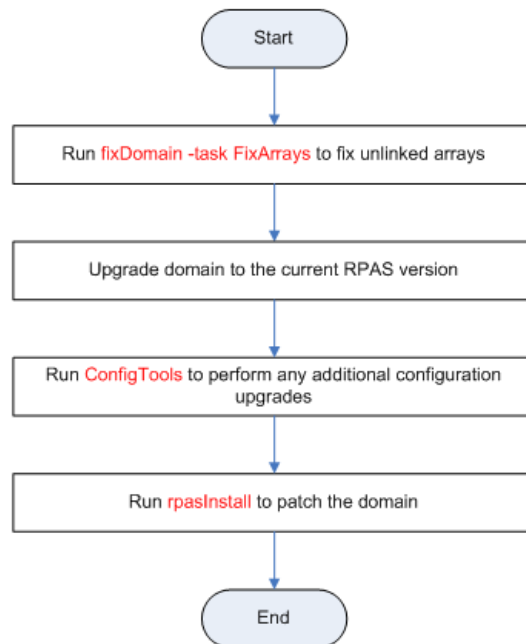 Start
Run fixDomain -task FixArrays to fix unlinked arrays
Upgrade domain to the current RPAS version
Run ConfigTools to perform any additional configuration
upgrades
Run rpasInstall to patch the domain
End